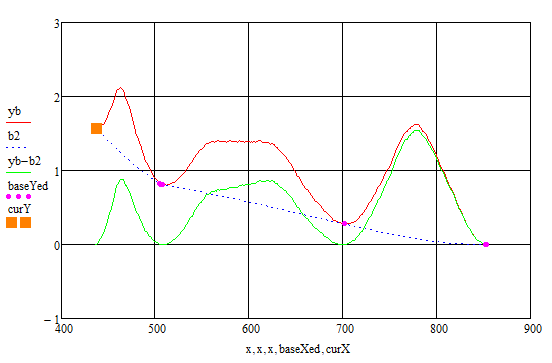 3
2
1
0
−1
yb
b2
yb−b2
baseYed
curY
400 500 600 700 800 900
x,x,x,baseXed,curX